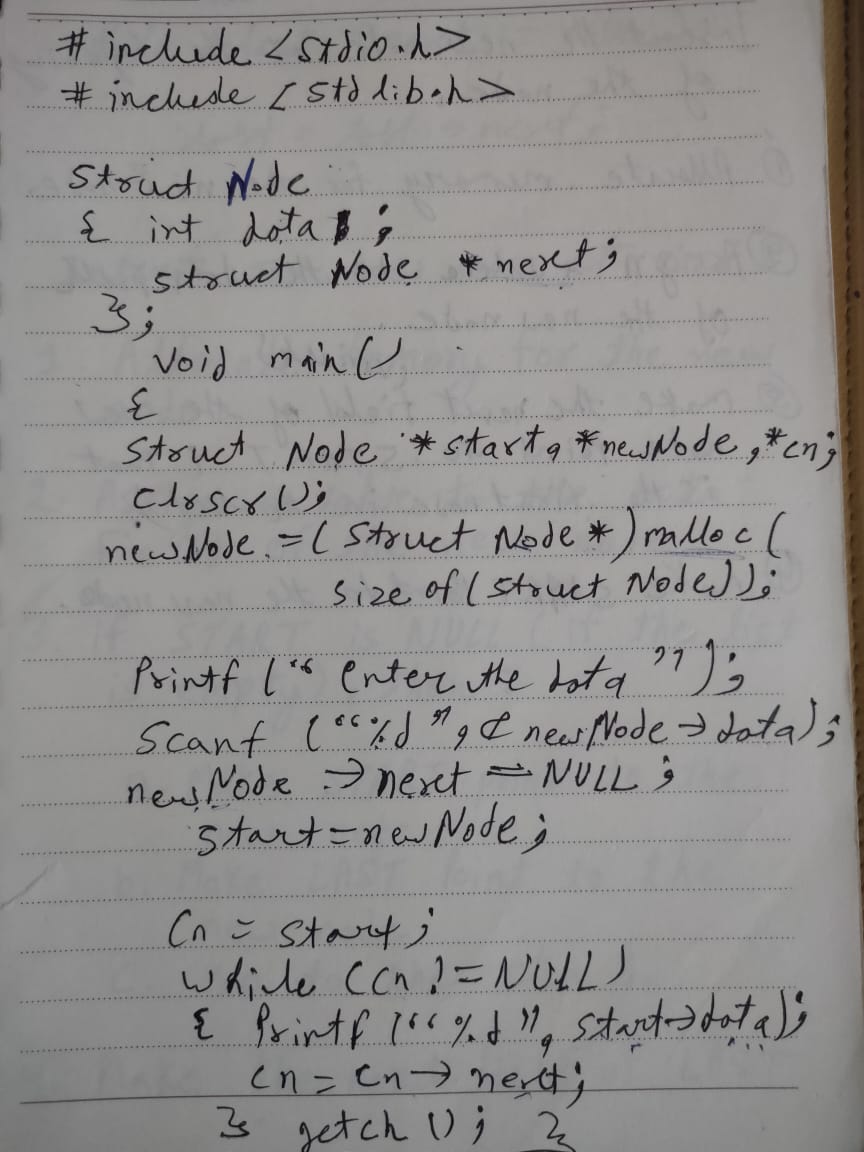 # include <stdio.h>
# include <stdlib.h>
struct Node
{ int data ;
struct Node *next;
};
void main()
{
struct Node *start, *newNode, *cn;
clrscr();
newNode = (struct Node *) malloc (
size of (struct Node));
Printf (“ Enter the data ”);
Scanf (“%d”, & newNode → data);
newNode → next = NULL ;
start = newNode;
Cn = start;
while (cn != NULL)
{ Printf (“%d”, start→data);
cn = cn → next;
} getch (); }